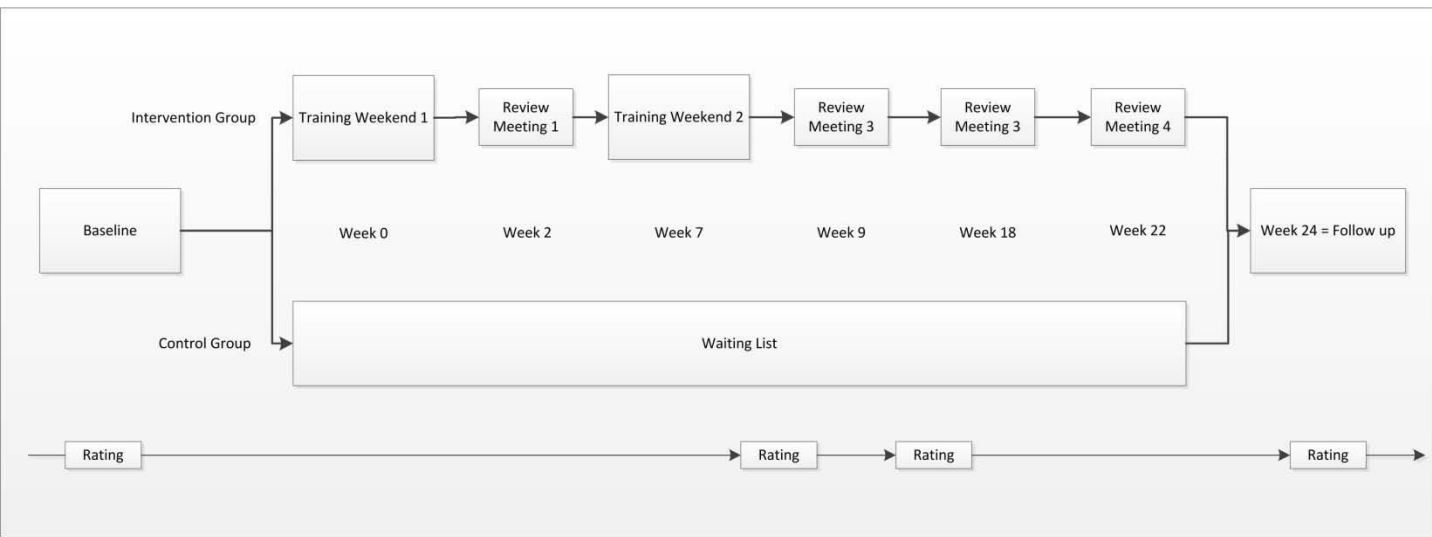 Intervention Group
Training Weekend 1
Review
Meeting 1
Training Weekend 2
Review
Meeting 3
Review
Meeting 3
Review
Meeting 4
Baseline
Week 0
Week 2
Week 7
Week 9
Week 18
Week 22
Week 24 = Follow up
Control Group
Waiting List
Rating
Rating
Rating
Rating